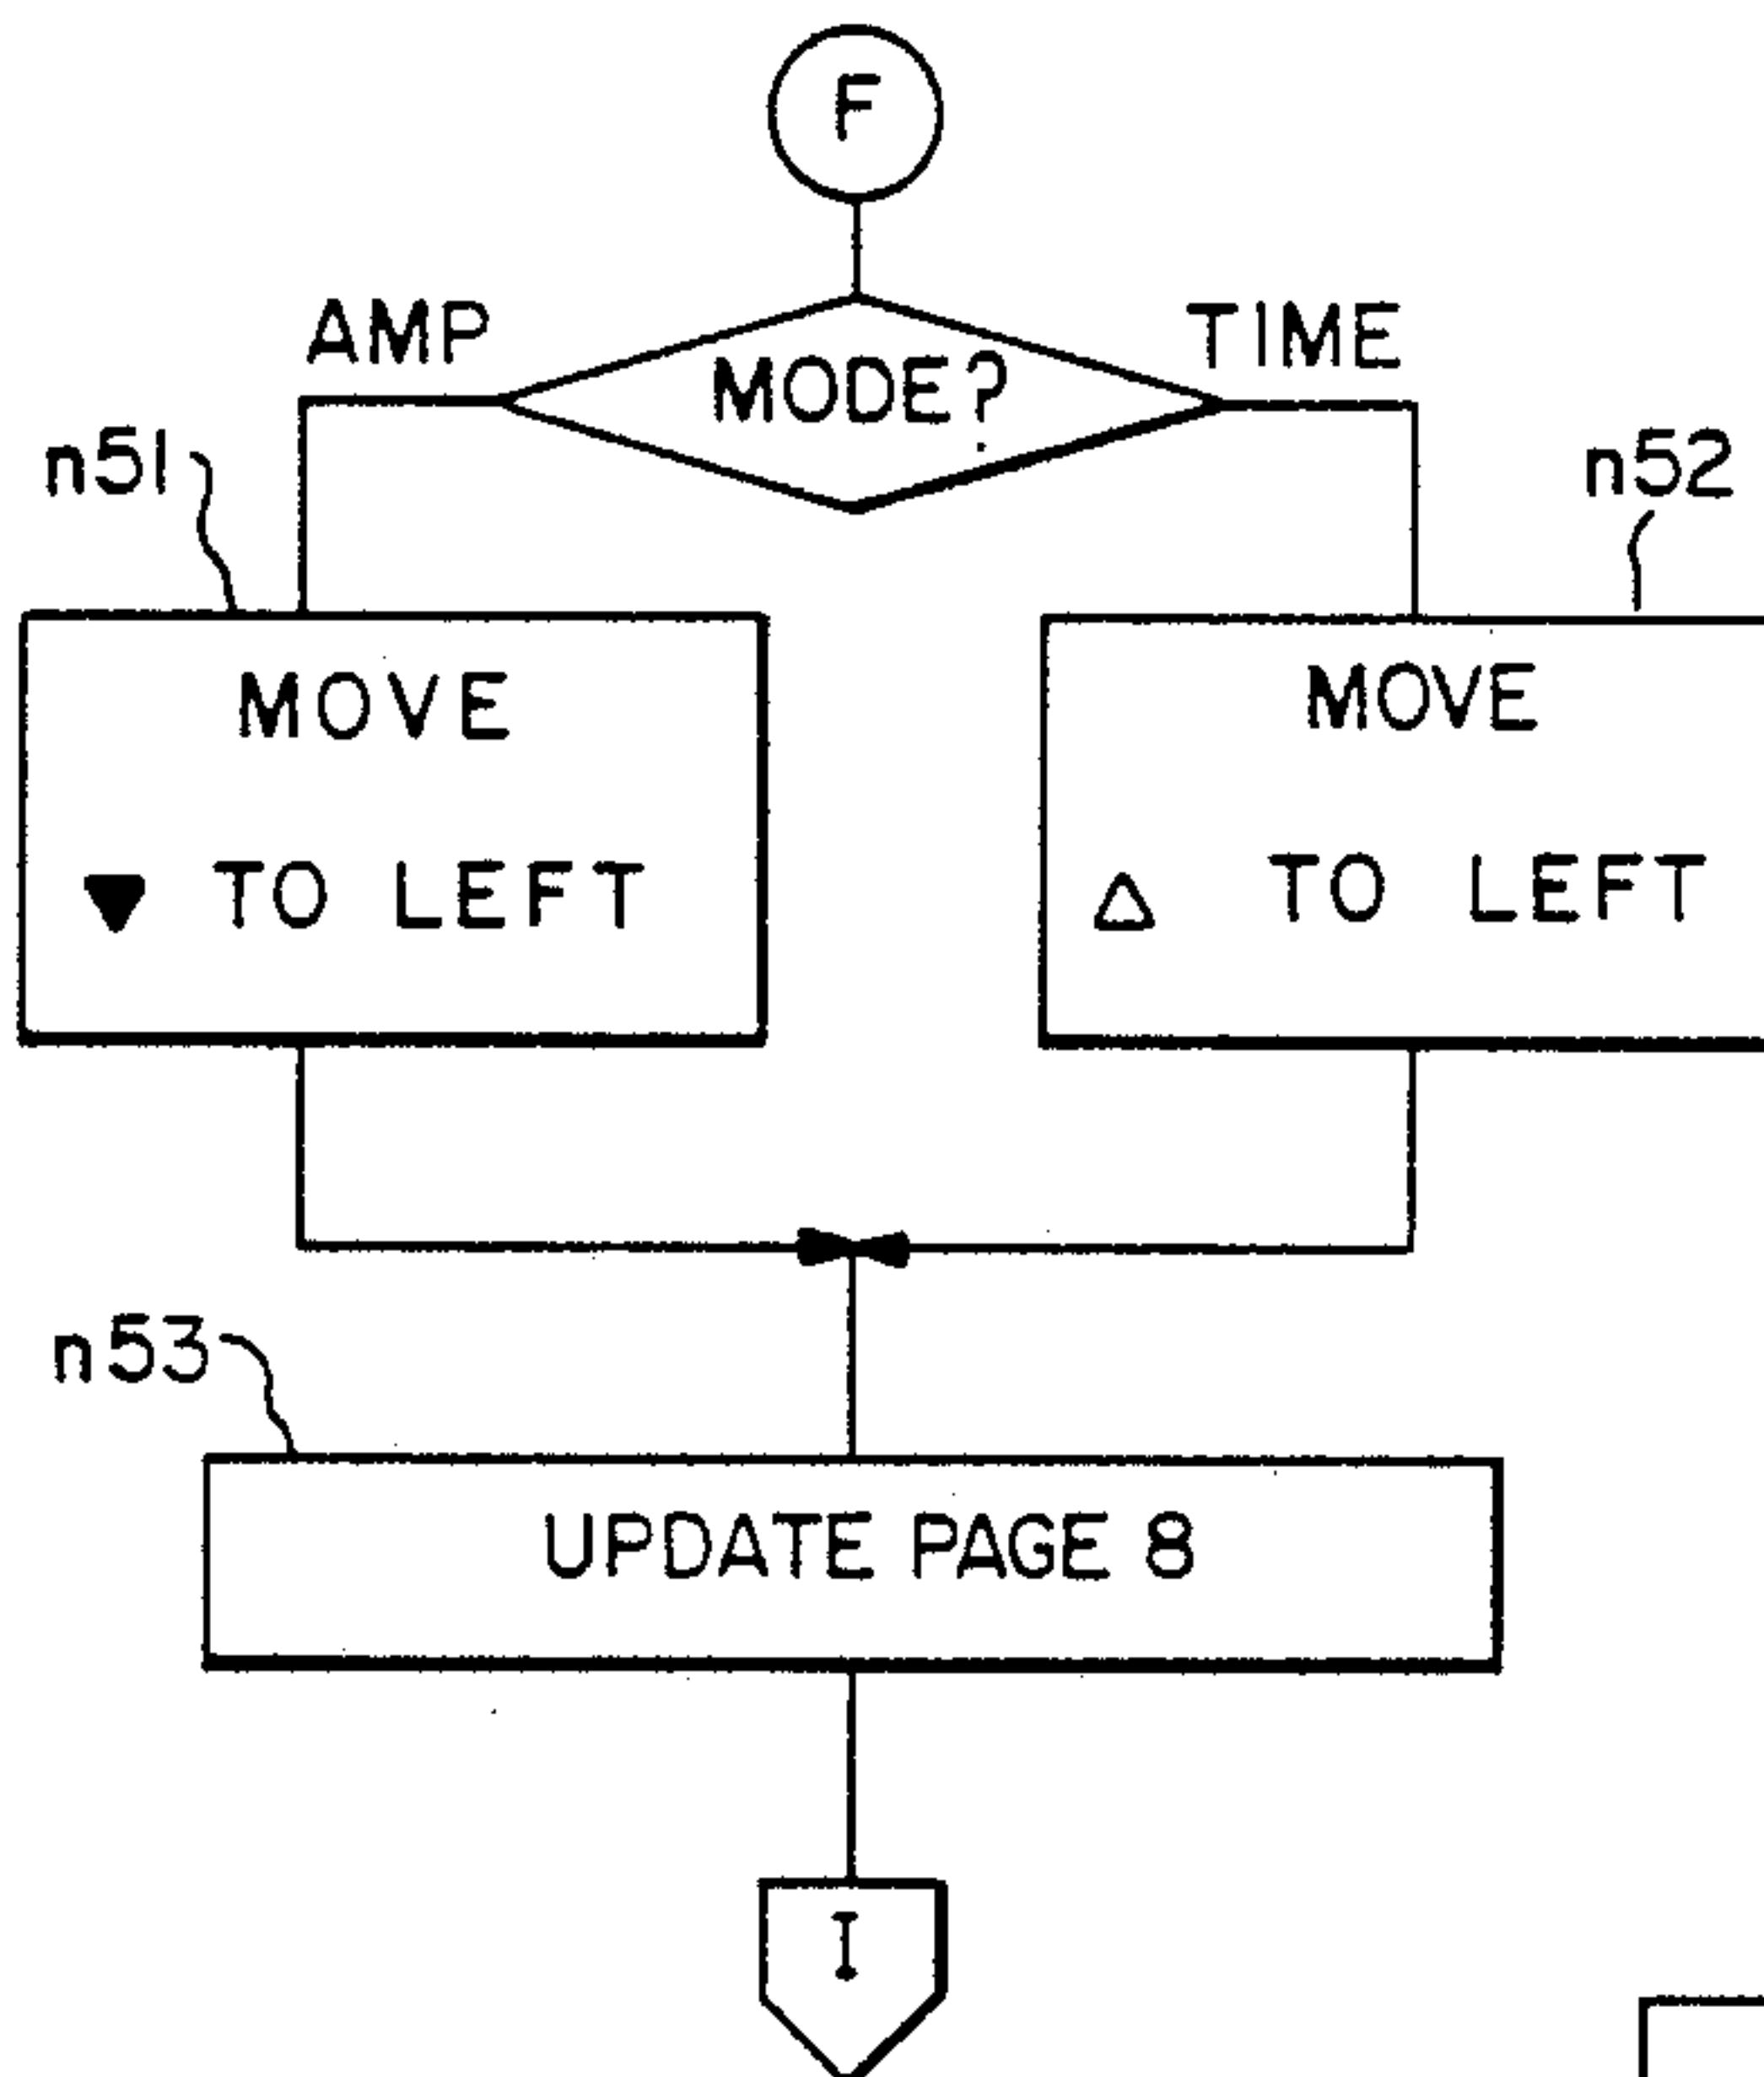 F
AMP
MODE?
TIME
n51
n52
MOVE
▼ TO LEFT
MOVE
△ TO LEFT
n53
UPDATE PAGE 8
I